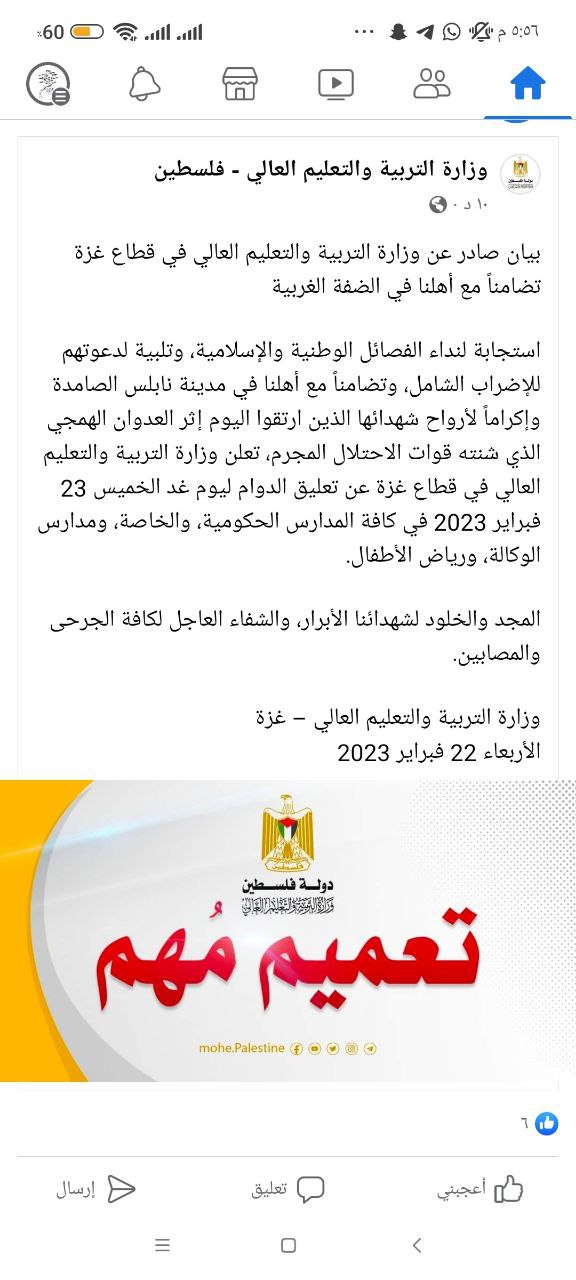 ٥:٥٦ م
60٪
وزارة التربية والتعليم العالي - فلسطين
١٠ د ·
بيان صادر عن وزارة التربية والتعليم العالي في قطاع غزة
تضامناً مع أهلنا في الضفة الغربية
استجابة لنداء الفصائل الوطنية والإسلامية، وتلبية لدعوتهم
للإضراب الشامل، وتضامناً مع أهلنا في مدينة نابلس الصامدة
وإكراماً لأرواح شهدائها الذين ارتقوا اليوم إثر العدوان الهمجي
الذي شنته قوات الاحتلال المجرم، تعلن وزارة التربية والتعليم
العالي في قطاع غزة عن تعليق الدوام ليوم غد الخميس 23
فبراير 2023 في كافة المدارس الحكومية، والخاصة، ومدارس
الوكالة، ورياض الأطفال.
المجد والخلود لشهدائنا الأبرار، والشفاء العاجل لكافة الجرحى
والمصابين.
وزارة التربية والتعليم العالي – غزة
الأربعاء 22 فبراير 2023
دولة فلسطين
وزارة التربية والتعليم العالي
تعميم مُهم
mohe.Palestine
٦
أعجبني
تعليق
إرسال